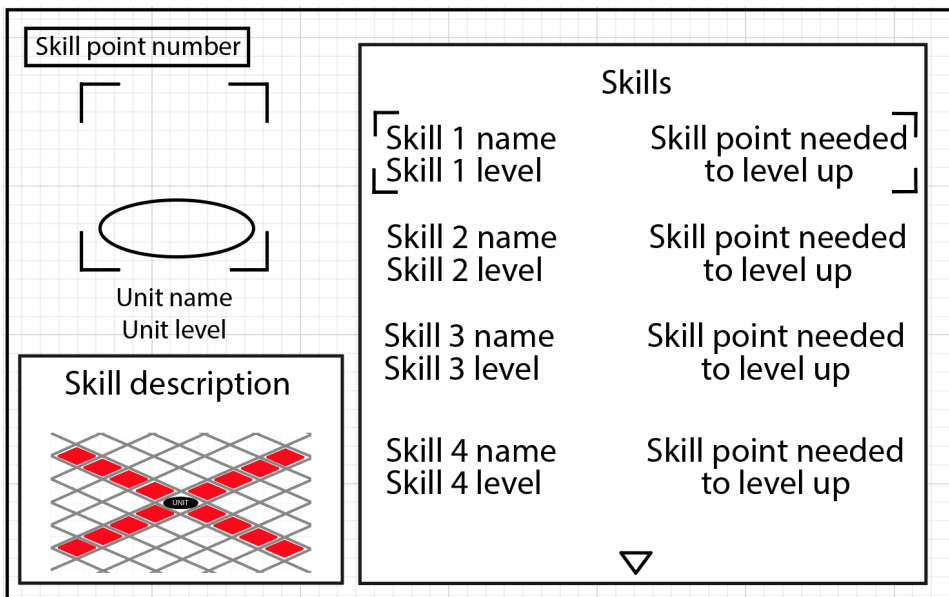 Skill point number
Unit name
Unit level
Skill description
UNIT
Skills
Skill 1 name
Skill 1 level
Skill point needed
to level up
Skill 2 name
Skill 2 level
Skill point needed
to level up
Skill 3 name
Skill 3 level
Skill point needed
to level up
Skill 4 name
Skill 4 level
Skill point needed
to level up